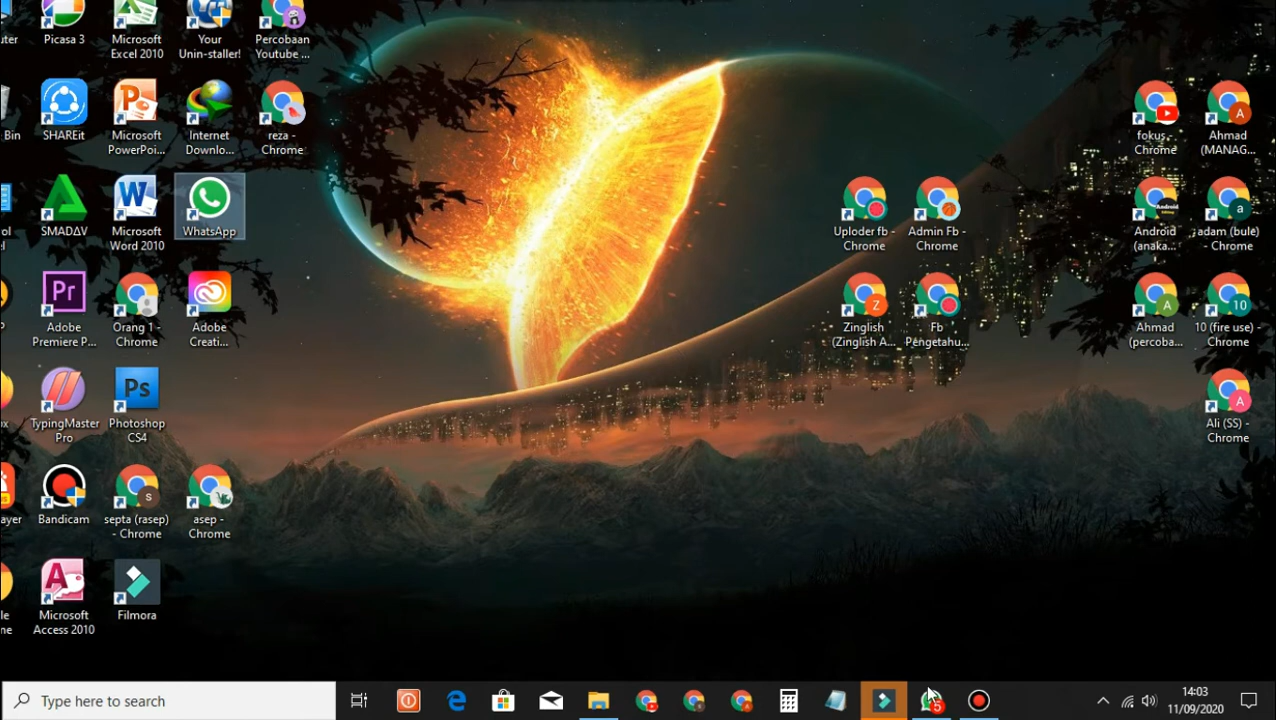 uter
Picasa 3
Microsoft
Excel 2010
Your
Unin-staller!
Percobaan
Youtube ...
Bin
SHAREit
Microsoft
PowerPoi...
Internet
Downlo...
reza -
Chrome
fokus -
Chrome
Ahmad
(MANAG...
SMADΔV
Microsoft
Word 2010
WhatsApp
Uploder fb -
Chrome
Admin Fb -
Chrome
Android
(anaka...
adam (bule)
- Chrome
Adobe
Premiere P...
Orang 1 -
Chrome
Adobe
Creati...
Zinglish
(Zinglish A...
Fb
Pengetahu...
Ahmad
(percoba...
10 (fire use)
- Chrome
TypingMaster
Pro
Photoshop
CS4
Ali (SS) -
Chrome
ayer
Bandicam
septa (rasep)
- Chrome
asep -
Chrome
Microsoft
Access 2010
Filmora
Type here to search
14:03
11/09/2020